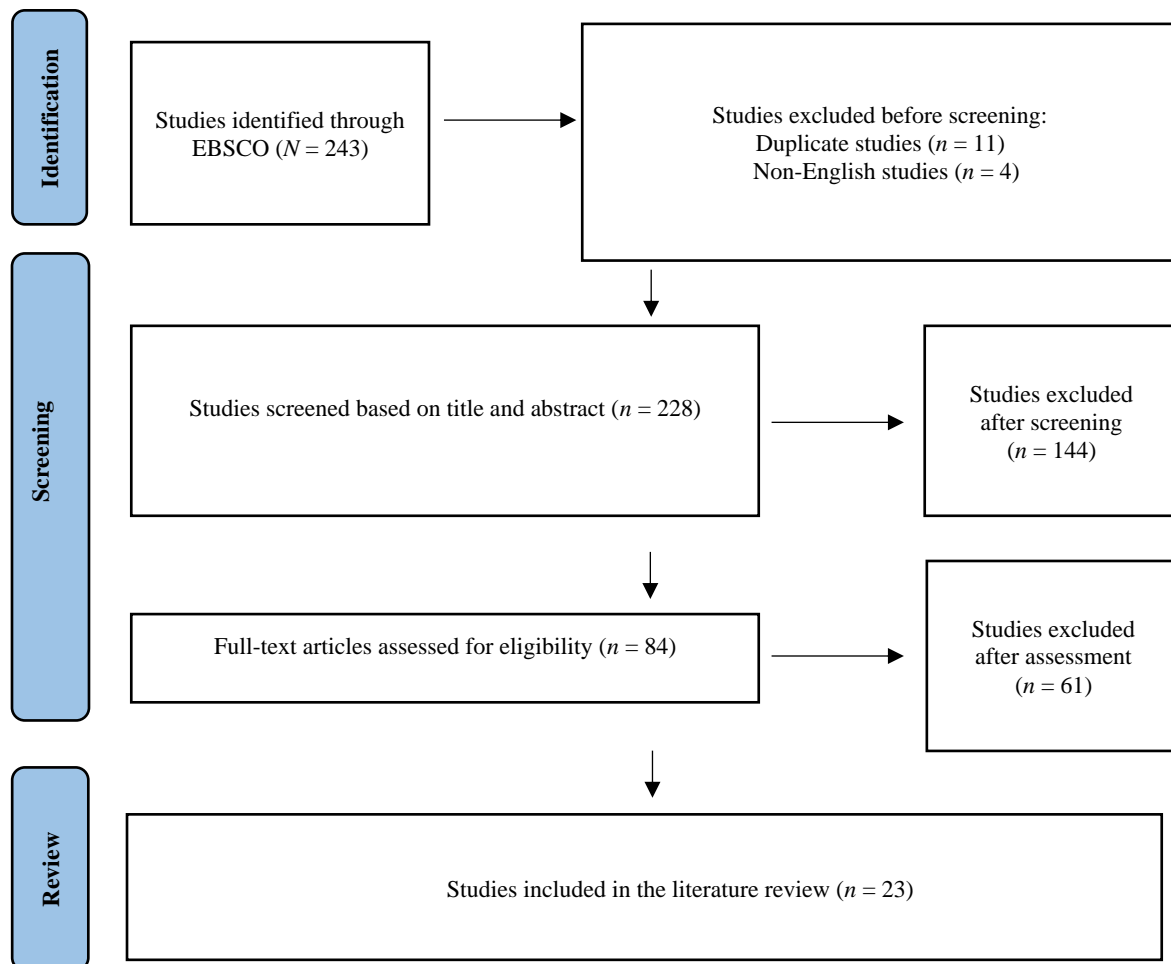 Identification
Studies identified through
EBSCO (N = 243)
Studies excluded before screening:
Duplicate studies (n = 11)
Non-English studies (n = 4)
Screening
Studies screened based on title and abstract (n = 228)
Studies excluded
after screening
(n = 144)
Full-text articles assessed for eligibility (n = 84)
Studies excluded
after assessment
(n = 61)
Review
Studies included in the literature review (n = 23)